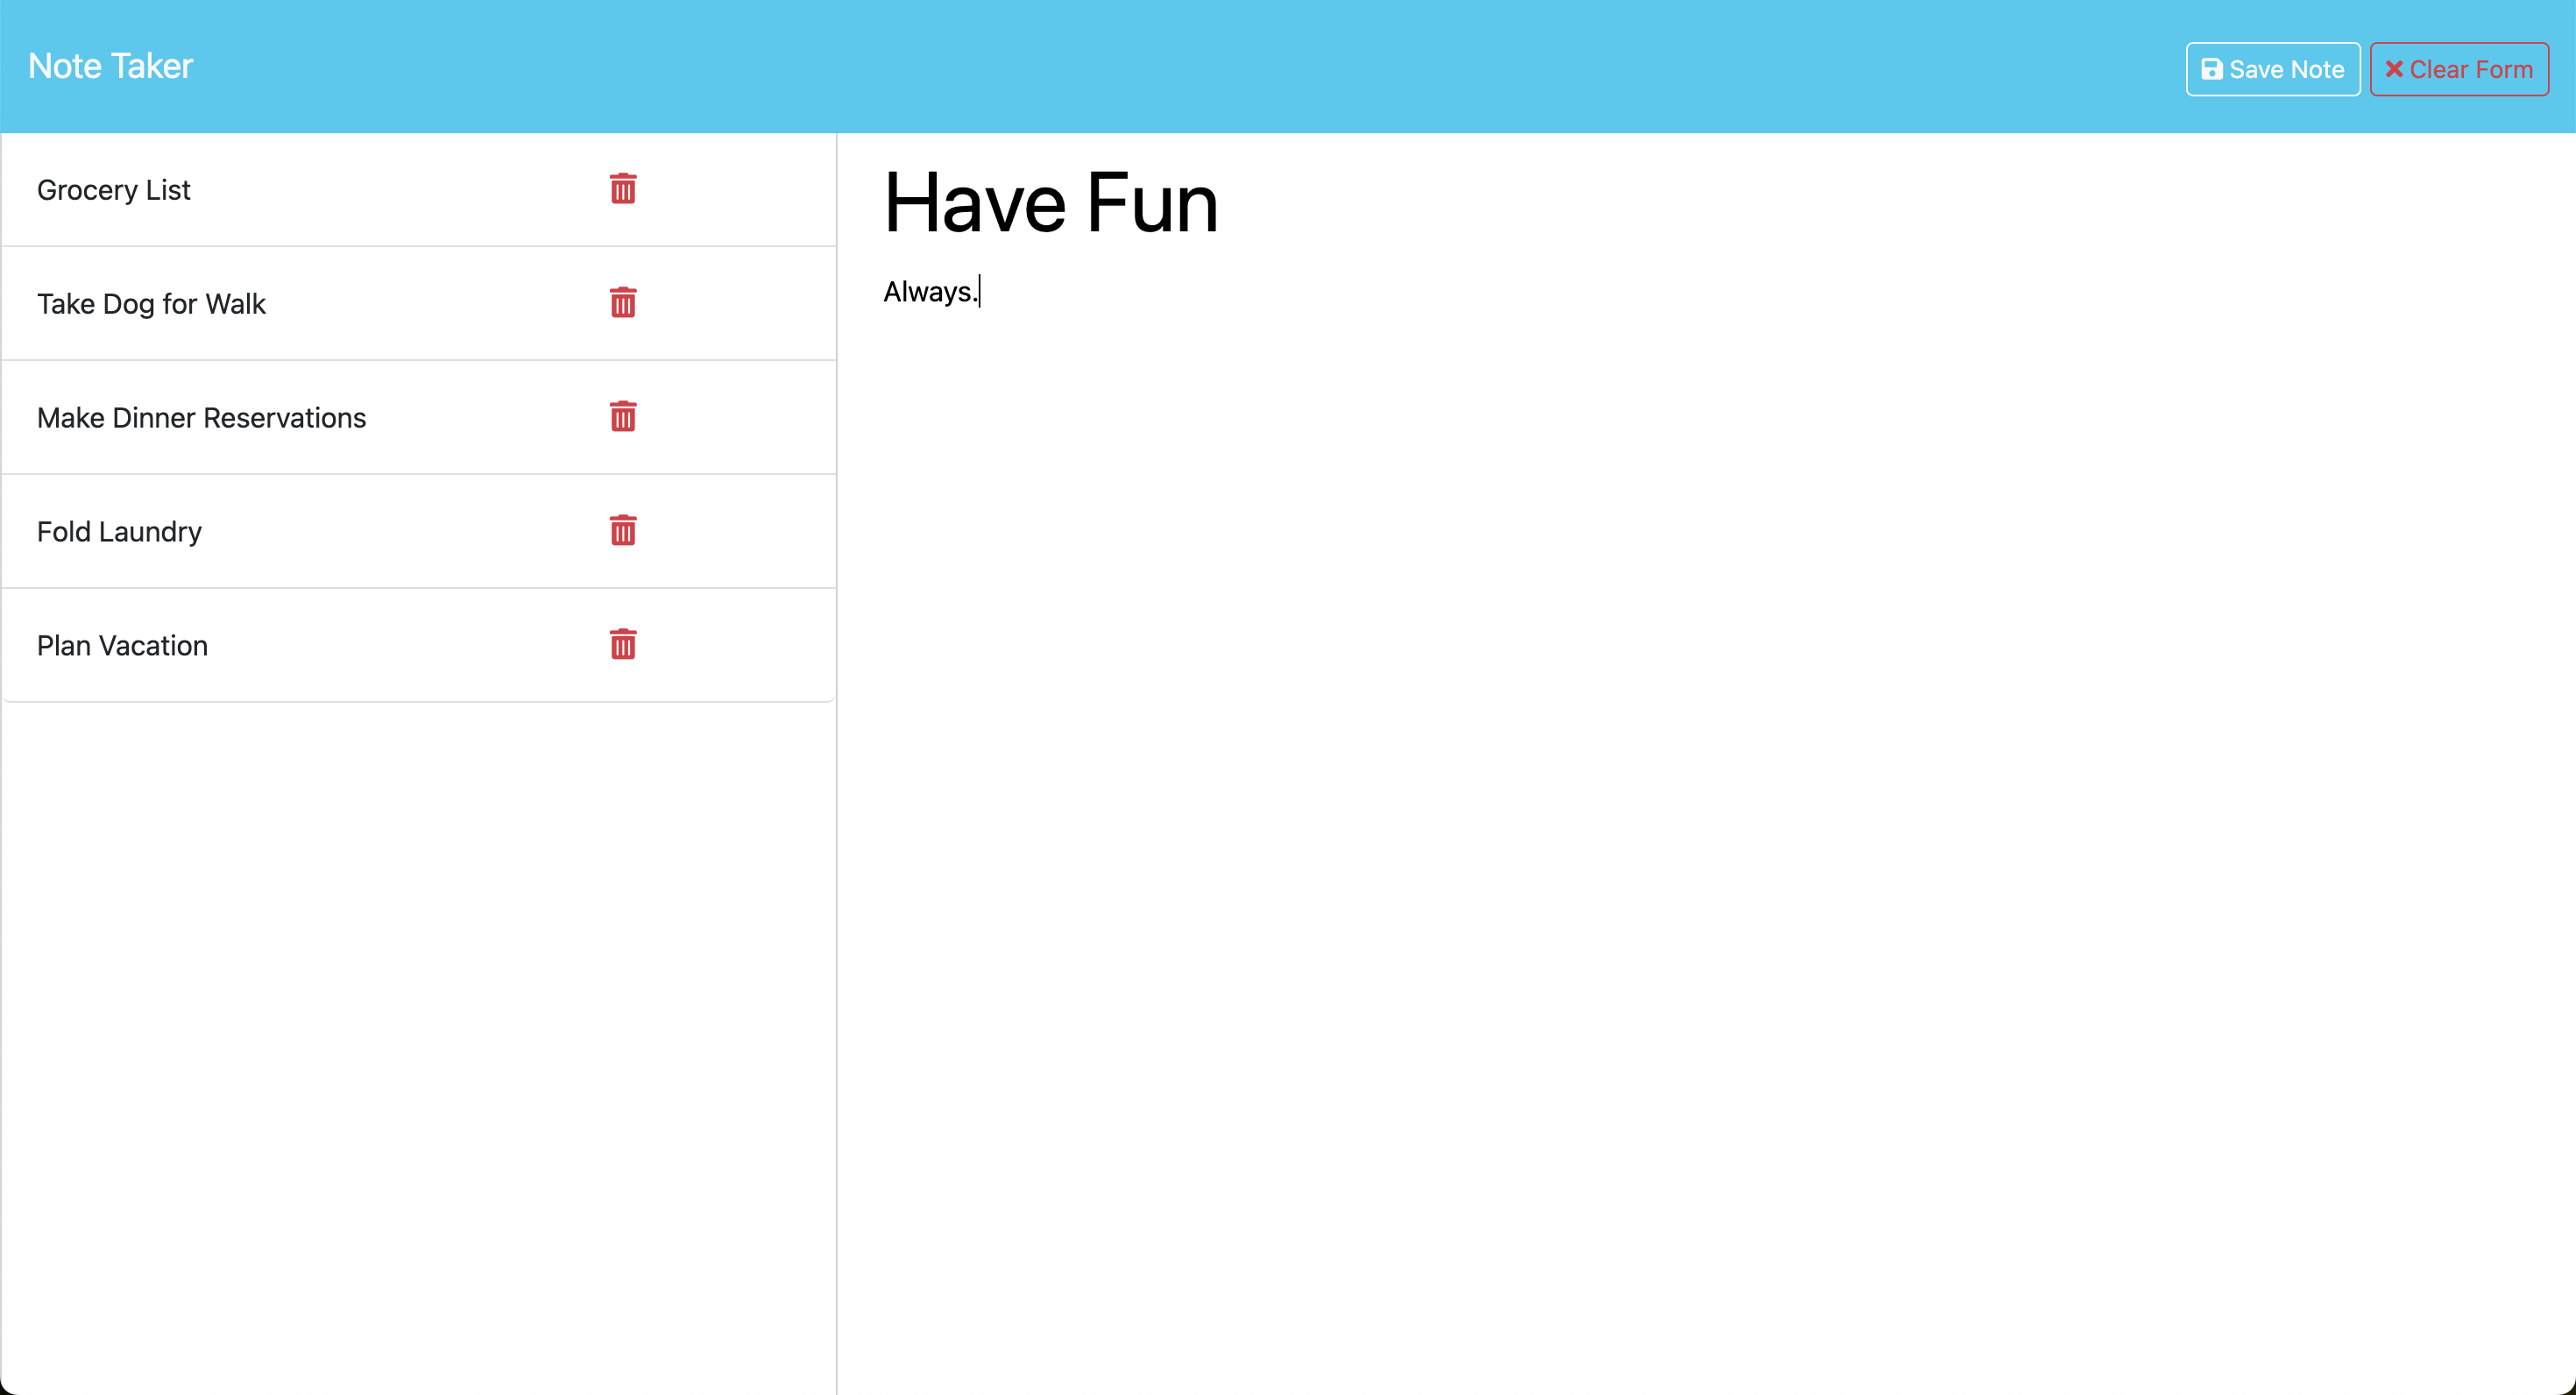 Note Taker
Save Note
Clear Form
Grocery List
Take Dog for Walk
Make Dinner Reservations
Fold Laundry
Plan Vacation
Have Fun
Always.